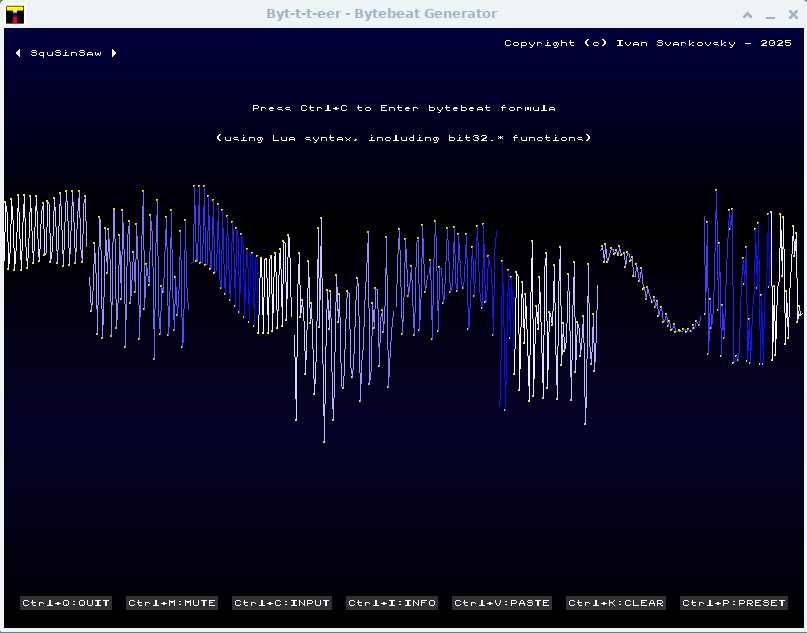 Byt-t-t-eer - Bytebeat Generator
Copyright (c) Ivan Svarkovsky - 2025
SquSinSaw
Press Ctrl+C to Enter bytebeat formula
(using Lua syntax, including bit32.* functions)
Ctrl+Q:QUIT Ctrl+M:MUTE Ctrl+C:INPUT Ctrl+I:INFO Ctrl+V:PASTE Ctrl+K:CLEAR Ctrl+P:PRESET